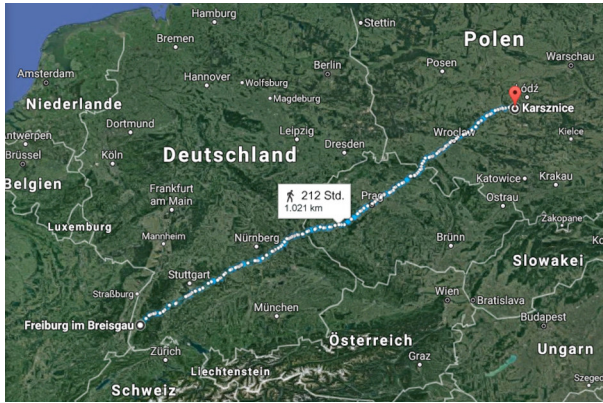 Hamburg
Stettin
Bremen
Polen
Amsterdam
Berlin
Posen
Warschau
Hannover
Wolfsburg
Niederlande
Magdeburg
Karsznice
Antwerpen
Dortmund
Leipzig
Wroclaw
Kielce
Brüssel
Köln
Deutschland
Dresden
Belgien
Frankfurt
am Main
212 Std.
1.021 km
Prag
Katowice
Krakau
Ostrau
Luxemburg
Mannheim
Nürnberg
Brünn
Zakopane
Slowakei
Stuttgart
Straßburg
München
Wien
Bratislava
Freiburg im Breisgau
Budapest
Zürich
Österreich
Ungarn
Liechtenstein
Graz
Schweiz